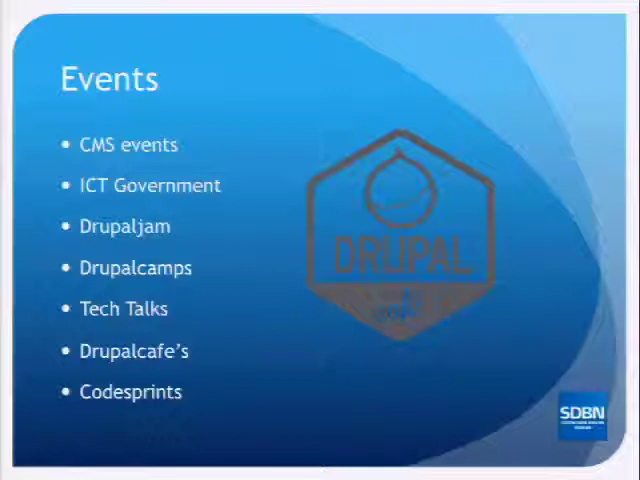 Events
CMS events
ICT Government
Drupaljam
Drupalcamps
Tech Talks
Drupalcafe's
Codesprints
DRUPAL
SDBN